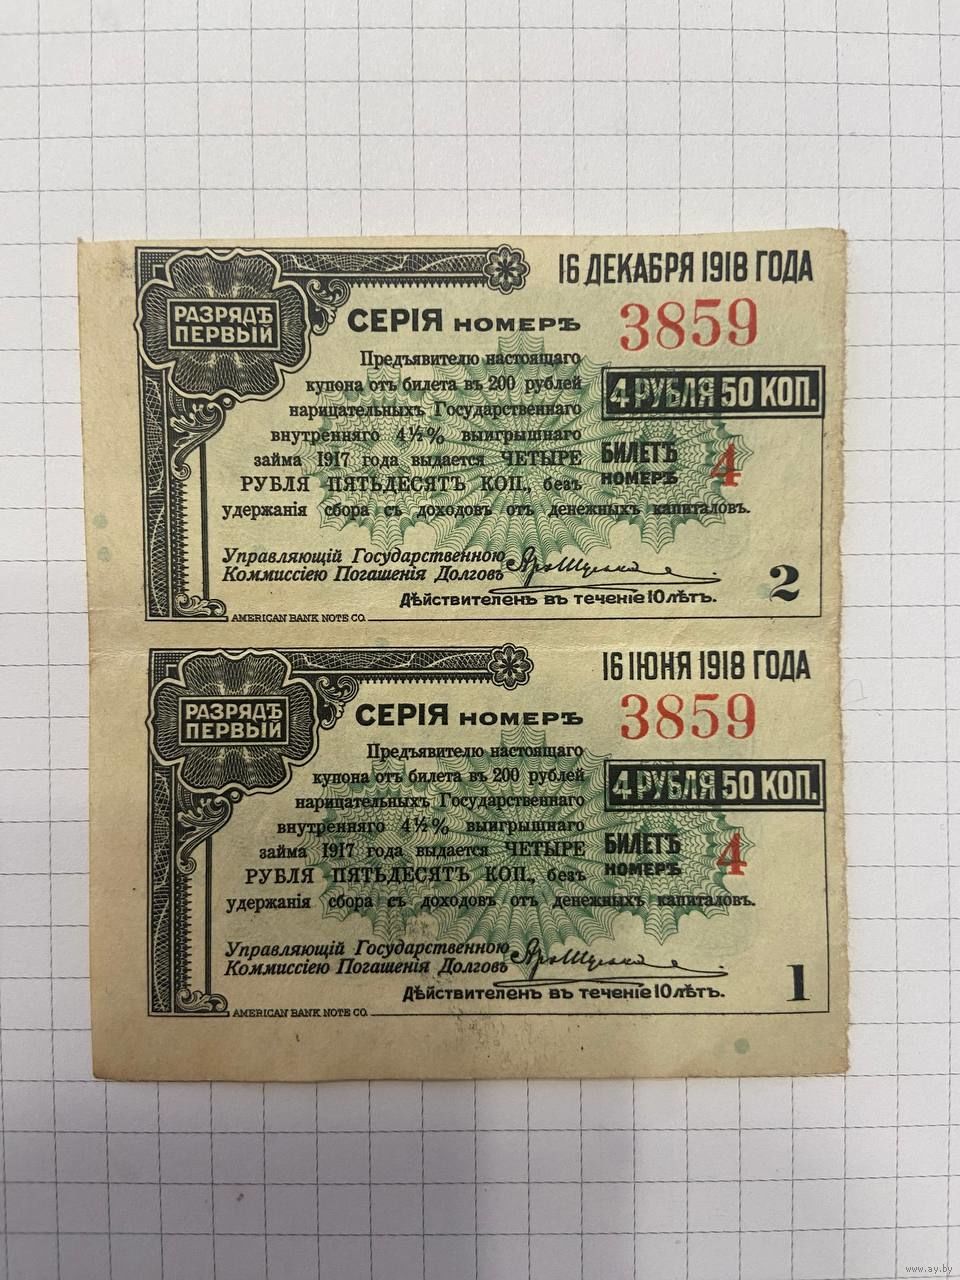 16 ДЕКАБРЯ 1918 ГОДА
РАЗРЯДЪ
ПЕРВЫЙ
СЕРІЯ НОМЕРЪ 3859
Предъявителю настоящаго
купона отъ билета въ 200 рублей
нарицательныхъ Государственнаго
внутренняго 4½% выигрышнаго
займа 1917 года выдается ЧЕТЫРЕ
РУБЛЯ ПЯТЬДЕСЯТЪ КОП., безъ
удержанія сбора съ доходовъ отъ денежныхъ капиталовъ.
4 РУБЛЯ 50 КОП.
БИЛЕТЪ
НОМЕРЪ 4
Управляющій Государственною
Коммиссіею Погашенія Долговъ
Дѣйствителенъ въ теченіе 10 лѣтъ.
2
AMERICAN BANK NOTE CO.
16 ІЮНЯ 1918 ГОДА
РАЗРЯДЪ
ПЕРВЫЙ
СЕРІЯ НОМЕРЪ 3859
Предъявителю настоящаго
купона отъ билета въ 200 рублей
нарицательныхъ Государственнаго
внутренняго 4½% выигрышнаго
займа 1917 года выдается ЧЕТЫРЕ
РУБЛЯ ПЯТЬДЕСЯТЪ КОП., безъ
удержанія сбора съ доходовъ отъ денежныхъ капиталовъ.
4 РУБЛЯ 50 КОП.
БИЛЕТЪ
НОМЕРЪ 4
Управляющій Государственною
Коммиссіею Погашенія Долговъ
Дѣйствителенъ въ теченіе 10 лѣтъ.
1
AMERICAN BANK NOTE CO.
www.ay.by